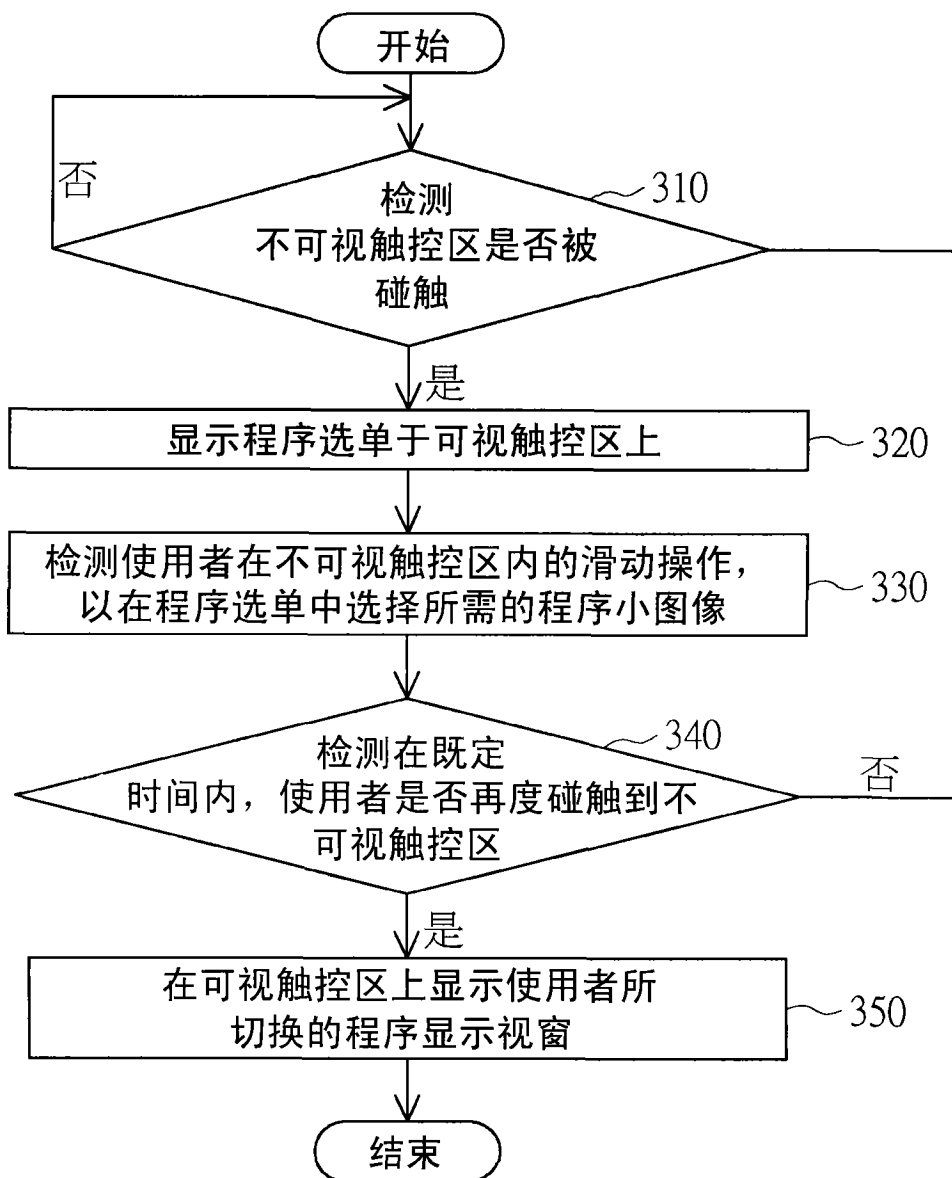 开始
否
310
检测
不可视触控区是否被
碰触
是
显示程序选单于可视触控区上
320
检测使用者在不可视触控区内的滑动操作，
以在程序选单中选择所需的程序小图像
330
340
检测在既定
时间内，使用者是否再度碰触到不
可视触控区
否
是
在可视触控区上显示使用者所
切换的程序显示视窗
350
结束